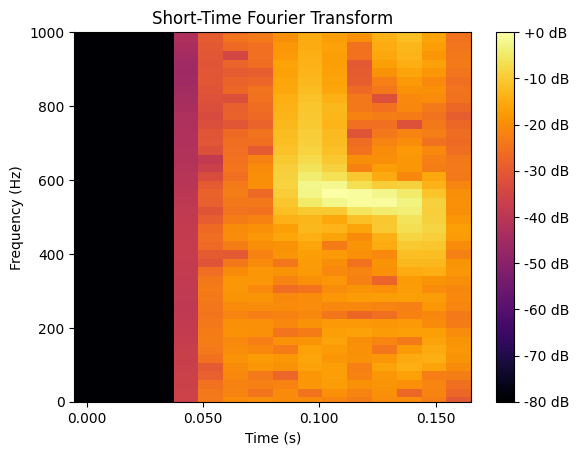 Short-Time Fourier Transform
1000
800
600
400
200
0
Frequency (Hz)
0.000
0.050
0.100
0.150
Time (s)
+0 dB
-10 dB
-20 dB
-30 dB
-40 dB
-50 dB
-60 dB
-70 dB
-80 dB